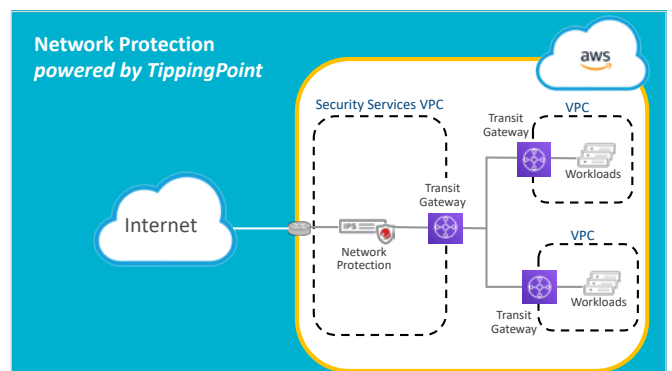 Network Protection
powered by TippingPoint
aws
Security Services VPC
VPC
Transit
Gateway
Workloads
Transit
Gateway
Internet
IPS
Network
Protection
VPC
Workloads
Transit
Gateway